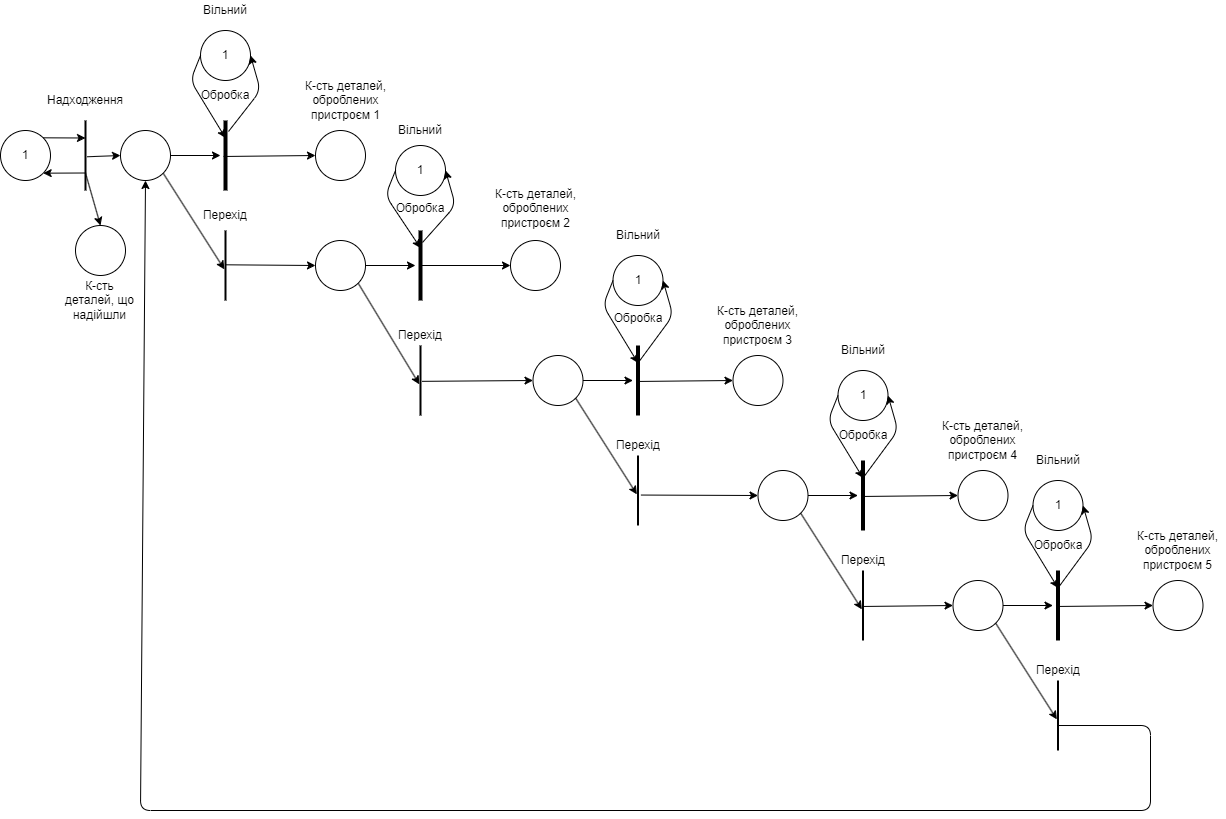 Вільний
1
Обробка
К-сть деталей,
оброблених
пристроєм 1
Надходження
1
Вільний
1
Обробка
К-сть деталей,
оброблених
пристроєм 2
Перехід
К-сть
деталей, що
надійшли
Вільний
1
Обробка
К-сть деталей,
оброблених
пристроєм 3
Перехід
Вільний
1
Обробка
К-сть деталей,
оброблених
пристроєм 4
Перехід
Вільний
1
Обробка
К-сть деталей,
оброблених
пристроєм 5
Перехід
Перехід